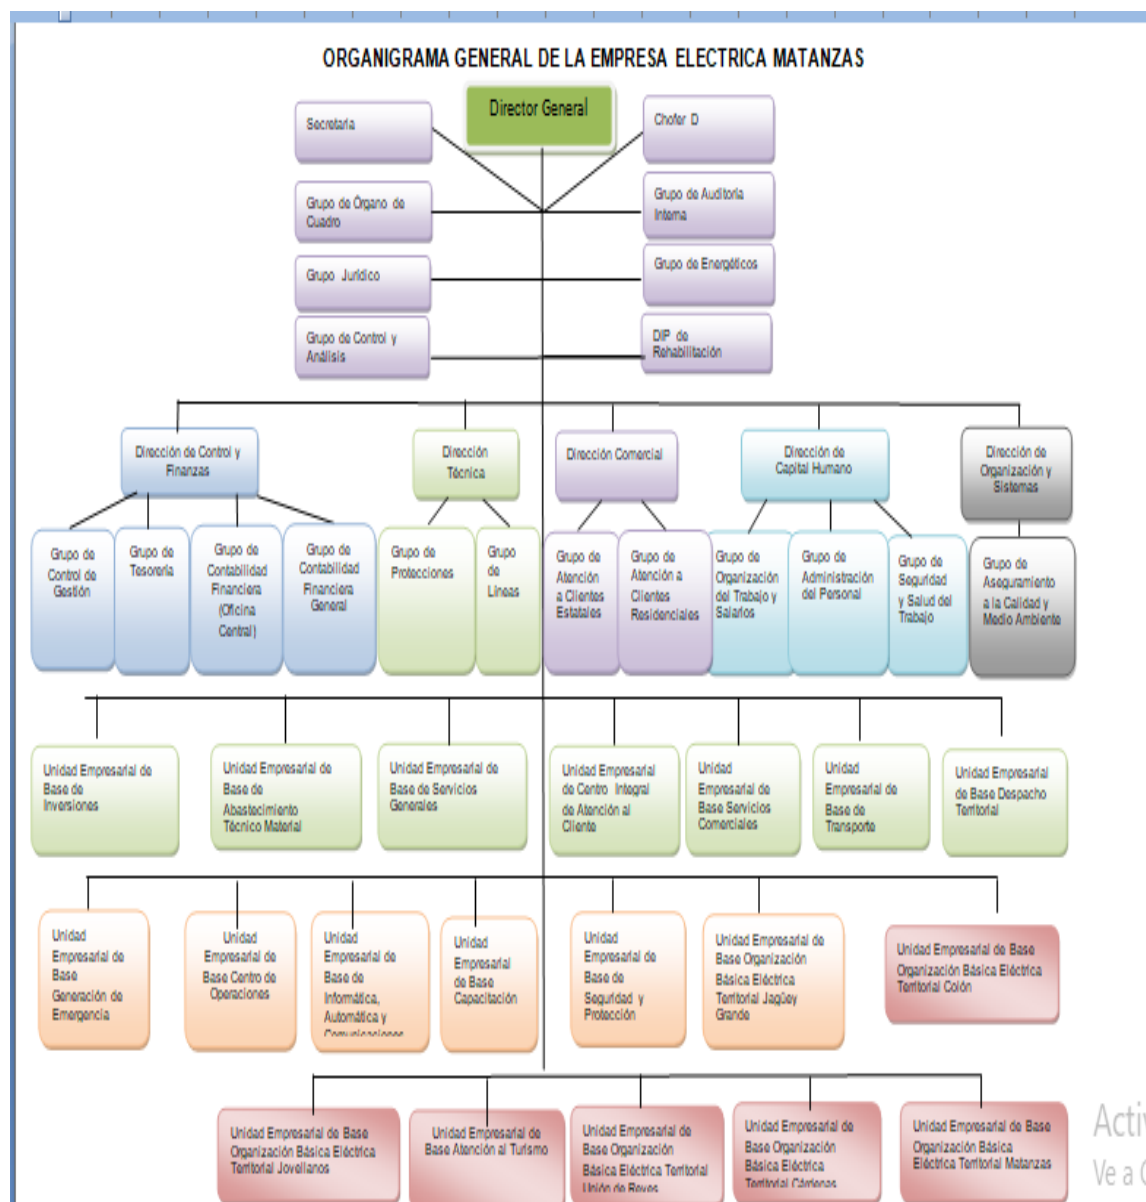 ORGANIGRAMA GENERAL DE LA EMPRESA ELECTRICA MATANZAS
Director General
Secretaria
Chofer D
Grupo de Órgano de
Cuadro
Grupo de Auditoría
Interna
Grupo Jurídico
Grupo de Energéticos
Grupo de Control y
Análisis
DIP de
Rehabilitación
Dirección de Control y
Finanzas
Dirección
Técnica
Dirección Comercial
Dirección de
Capital Humano
Dirección de
Organización y
Sistemas
Grupo de
Control de
Gestión
Grupo de
Tesorería
Grupo de
Contabilidad
Financiera
(Oficina
Central)
Grupo de
Contabilidad
Financiera
General
Grupo de
Protecciones
Grupo
de
Líneas
Grupo de
Atención
a Clientes
Estatales
Grupo de
Atención a
Clientes
Residenciales
Grupo de
Organización
del Trabajo y
Salarios
Grupo de
Administración
del Personal
Grupo de
Seguridad
y Salud del
Trabajo
Grupo de
Aseguramiento
a la Calidad y
Medio Ambiente
Unidad Empresarial de
Base de
Inversiones
Unidad Empresarial de
Base de
Abastecimiento
Técnico Material
Unidad Empresarial de
Base de Servicios
Generales
Unidad Empresarial
de Centro Integral
de Atención al
Cliente
Unidad
Empresarial de
Base Servicios
Comerciales
Unidad
Empresarial de
Base de
Transporte
Unidad Empresarial
de Base Despacho
Territorial
Unidad
Empresarial de
Base
Generación de
Emergencia
Unidad
Empresarial de
Base Centro de
Operaciones
Unidad
Empresarial de
Base de
Informática,
Automática y
Comunicaciones
Unidad
Empresarial
de Base
Capacitación
Unidad
Empresarial de
Base de
Seguridad y
Protección
Unidad Empresarial de
Base Organización
Básica Eléctrica
Territorial Jagüey
Grande
Unidad Empresarial de Base
Organización Básica Eléctrica
Territorial Colón
Unidad Empresarial de Base
Organización Básica Eléctrica
Territorial Jovellanos
Unidad Empresarial de
Base Atención al Turismo
Unidad Empresarial de
Base Organización
Básica Eléctrica Territorial
Unión de Reyes
Unidad Empresarial de
Base Organización
Básica Eléctrica
Territorial Cárdenas
Unidad Empresarial de Base
Organización Básica
Eléctrica Territorial Matanzas
Ve a